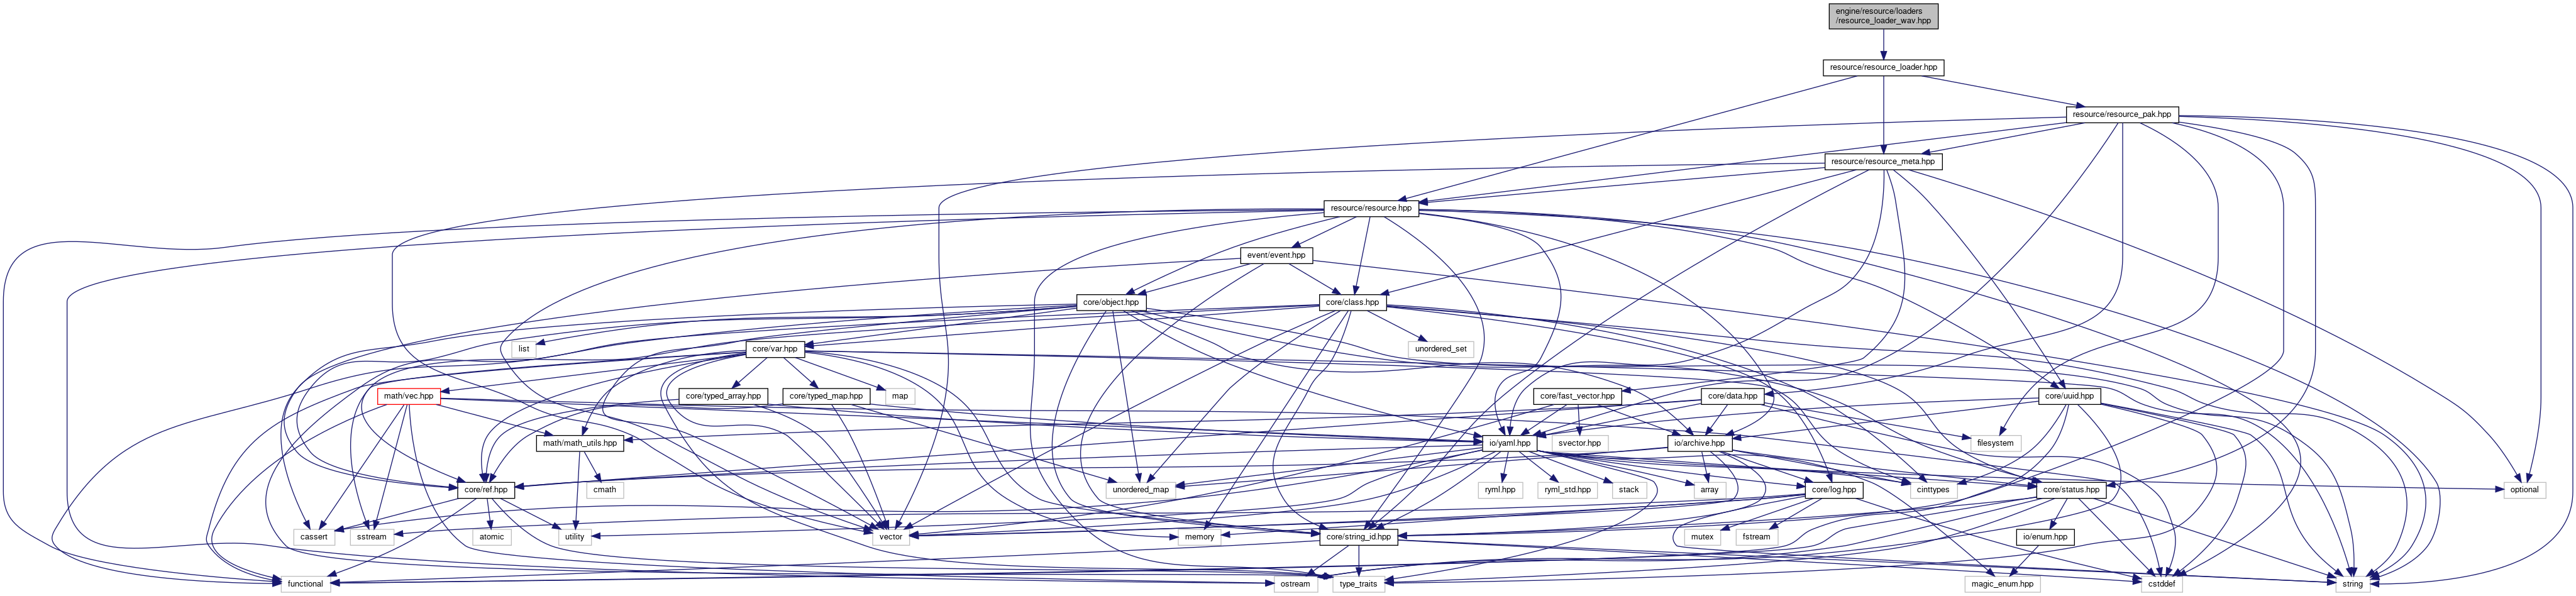 engine/resource/loaders
/resource_loader_wav.hpp
resource/resource_loader.hpp
resource/resource_pak.hpp
resource/resource_meta.hpp
resource/resource.hpp
event/event.hpp
core/object.hpp
core/class.hpp
list
core/var.hpp
unordered_set
math/vec.hpp
core/typed_array.hpp
core/typed_map.hpp
map
core/fast_vector.hpp
core/data.hpp
core/uuid.hpp
math/math_utils.hpp
io/yaml.hpp
svector.hpp
io/archive.hpp
filesystem
core/ref.hpp
cmath
unordered_map
ryml.hpp
ryml_std.hpp
stack
array
core/log.hpp
cinttypes
core/status.hpp
optional
cassert
sstream
atomic
utility
vector
memory
core/string_id.hpp
mutex
fstream
io/enum.hpp
functional
ostream
type_traits
magic_enum.hpp
cstddef
string